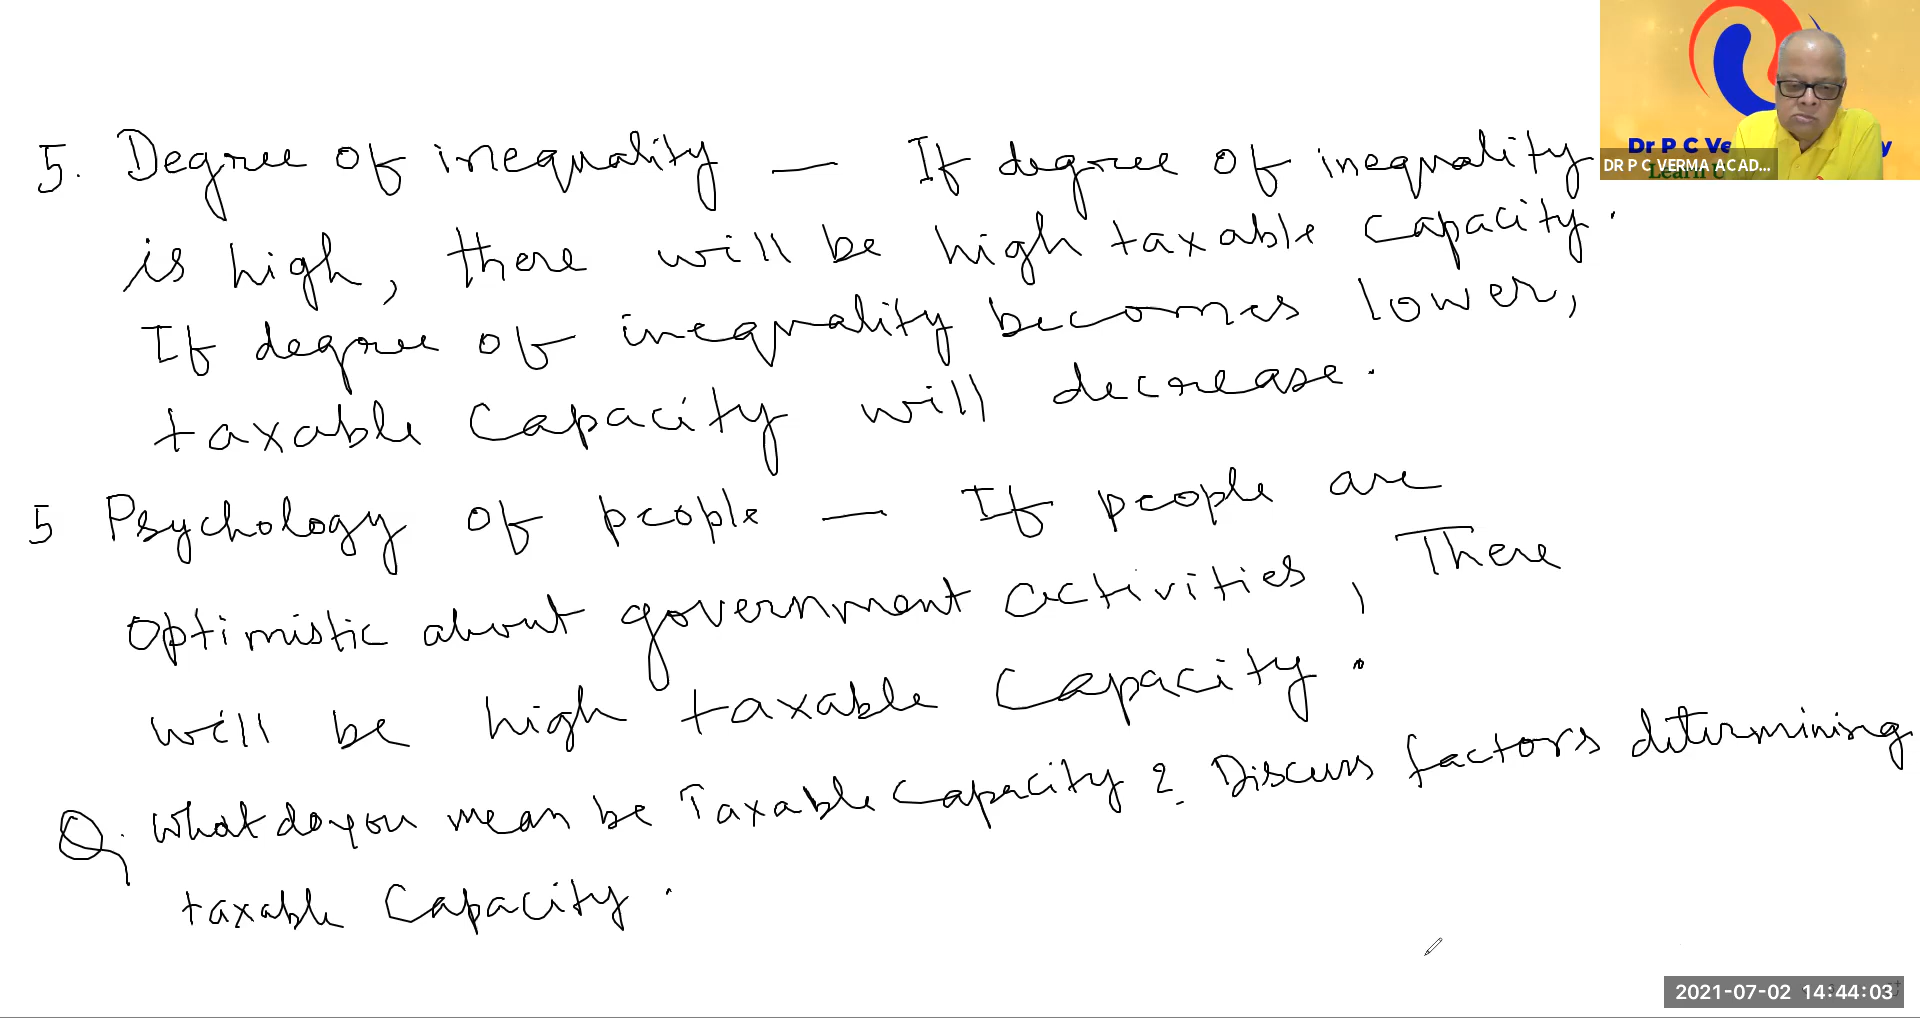 5. Degree of inequality — If degree of inequality
is high, there will be high taxable capacity.
If degree of inequality becomes lower,
taxable capacity will decrease.
5 Psychology of people — If people are
optimistic about government activities, There
will be high taxable capacity.
Q. What do you mean be Taxable Capacity? Discuss factors determining
taxable Capacity.
Dr P C Ve
y
DR P C VERMA ACAD...
Learn U
2021-07-02 14:44:03